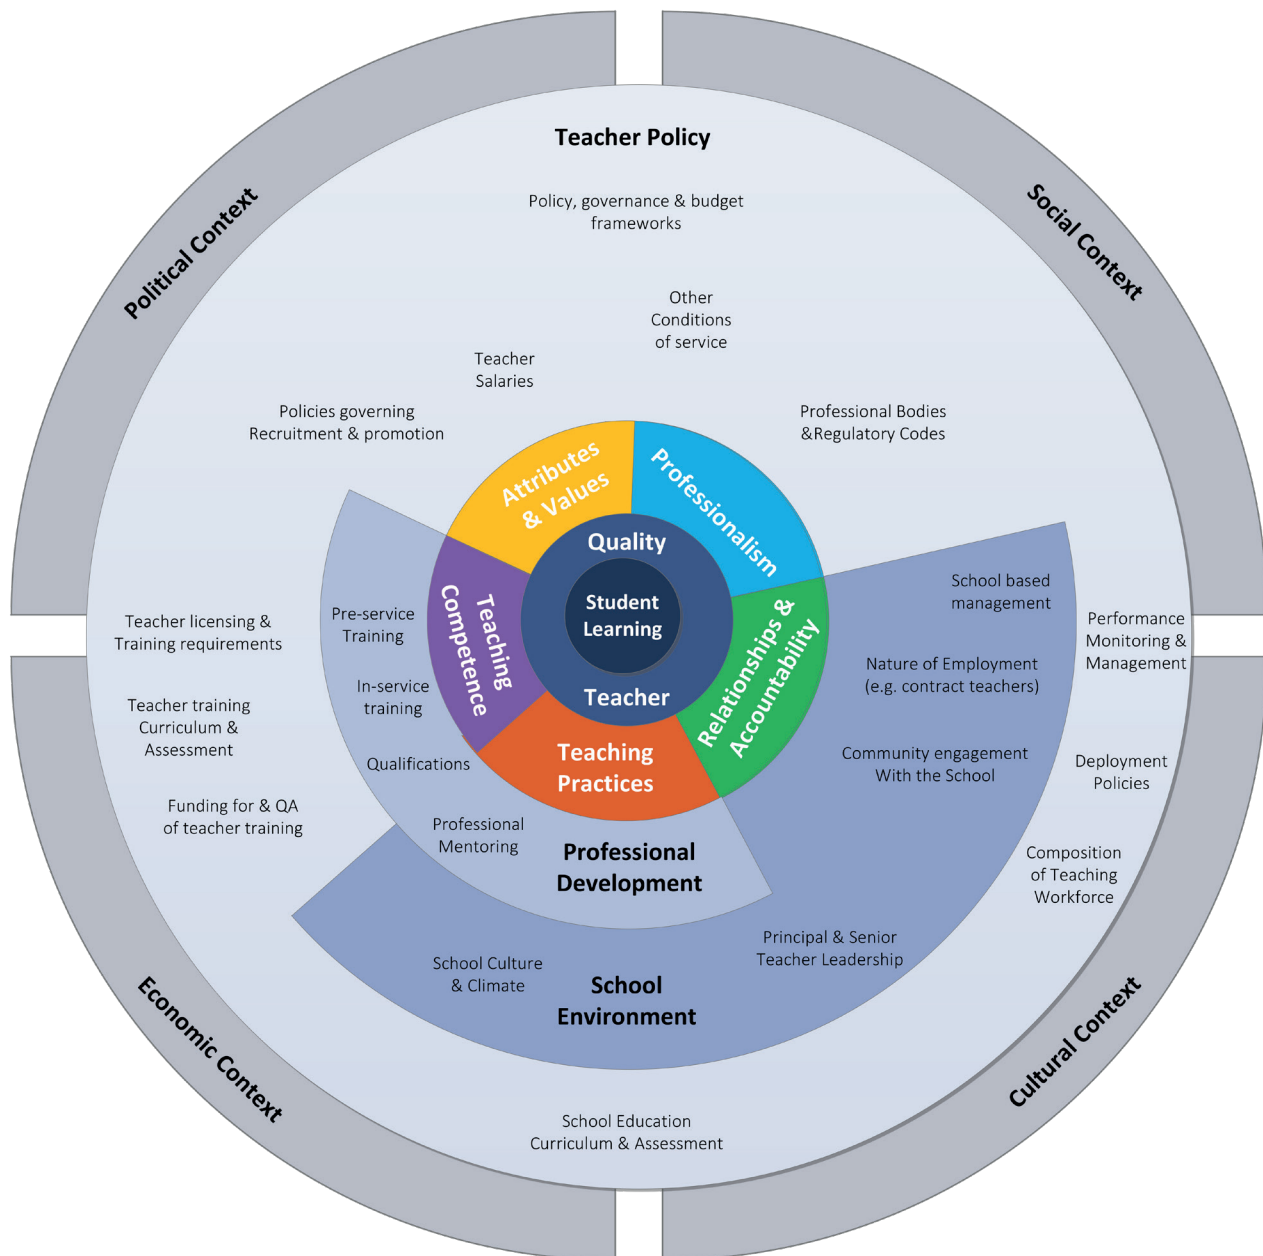 Teacher Policy
Policy, governance & budget
frameworks
Political Context
Social Context
Other
Conditions
of service
Teacher
Salaries
Policies governing
Recruitment & promotion
Professional Bodies
&Regulatory Codes
Attributes
& Values
Professionalism
Quality
Student
Learning
Teacher
Teaching
Competence
Relationships &
Accountability
Teaching
Practices
Teacher licensing &
Training requirements
Pre-service
Training
School based
management
Performance
Monitoring &
Management
Nature of Employment
(e.g. contract teachers)
In-service
training
Teacher training
Curriculum &
Assessment
Qualifications
Community engagement
With the School
Deployment
Policies
Funding for & QA
of teacher training
Professional
Mentoring
Professional
Development
Composition
of Teaching
Workforce
Principal & Senior
Teacher Leadership
School Culture
& Climate
School
Environment
Economic Context
Cultural Context
School Education
Curriculum & Assessment